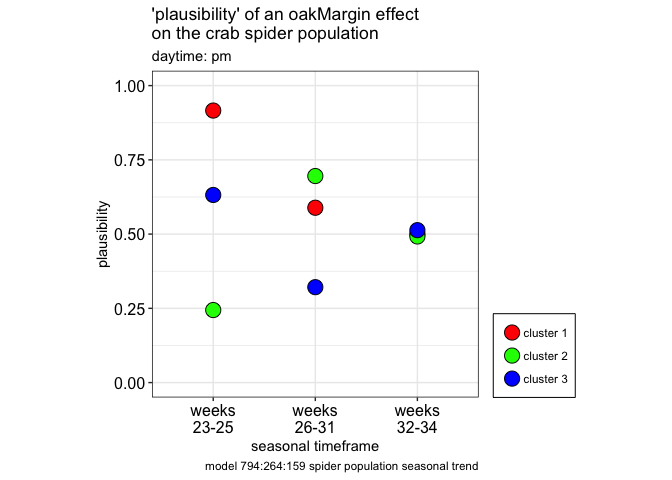 'plausibility' of an oakMargin effect
on the crab spider population
daytime: pm
1.00
0.75
0.50
0.25
0.00
plausibility
weeks
23-25
weeks
26-31
weeks
32-34
seasonal timeframe
cluster 1
cluster 2
cluster 3
model 794:264:159 spider population seasonal trend